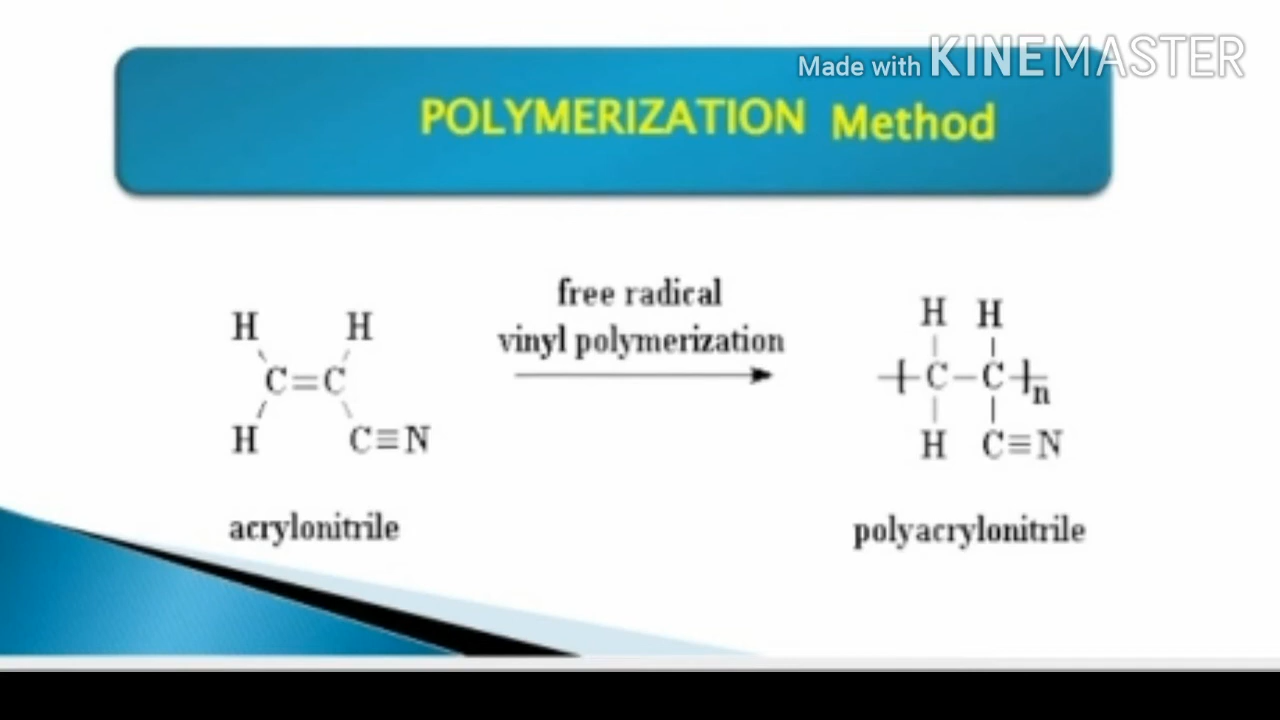 Made with KINEMASTER
POLYMERIZATION Method
free radical
vinyl polymerization
H H
C=C
H C≡N
H H
C–C n
H C≡N
acrylonitrile
polyacrylonitrile